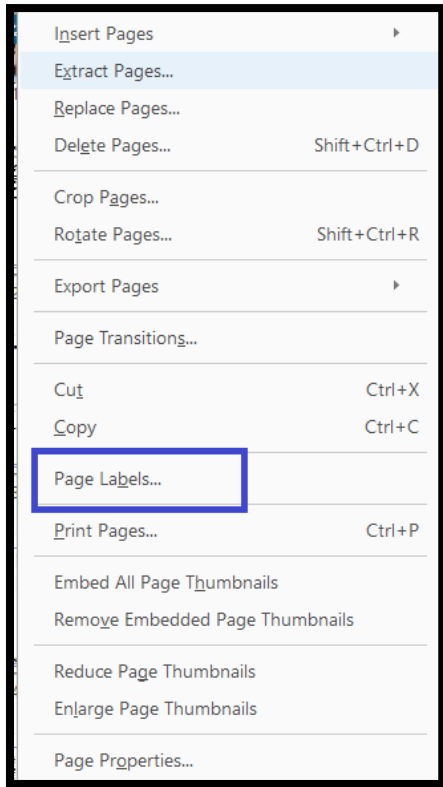 Insert Pages
Extract Pages...
Replace Pages...
Delete Pages... Shift+Ctrl+D
Crop Pages...
Rotate Pages... Shift+Ctrl+R
Export Pages
Page Transitions...
Cut Ctrl+X
Copy Ctrl+C
Page Labels...
Print Pages... Ctrl+P
Embed All Page Thumbnails
Remove Embedded Page Thumbnails
Reduce Page Thumbnails
Enlarge Page Thumbnails
Page Properties...